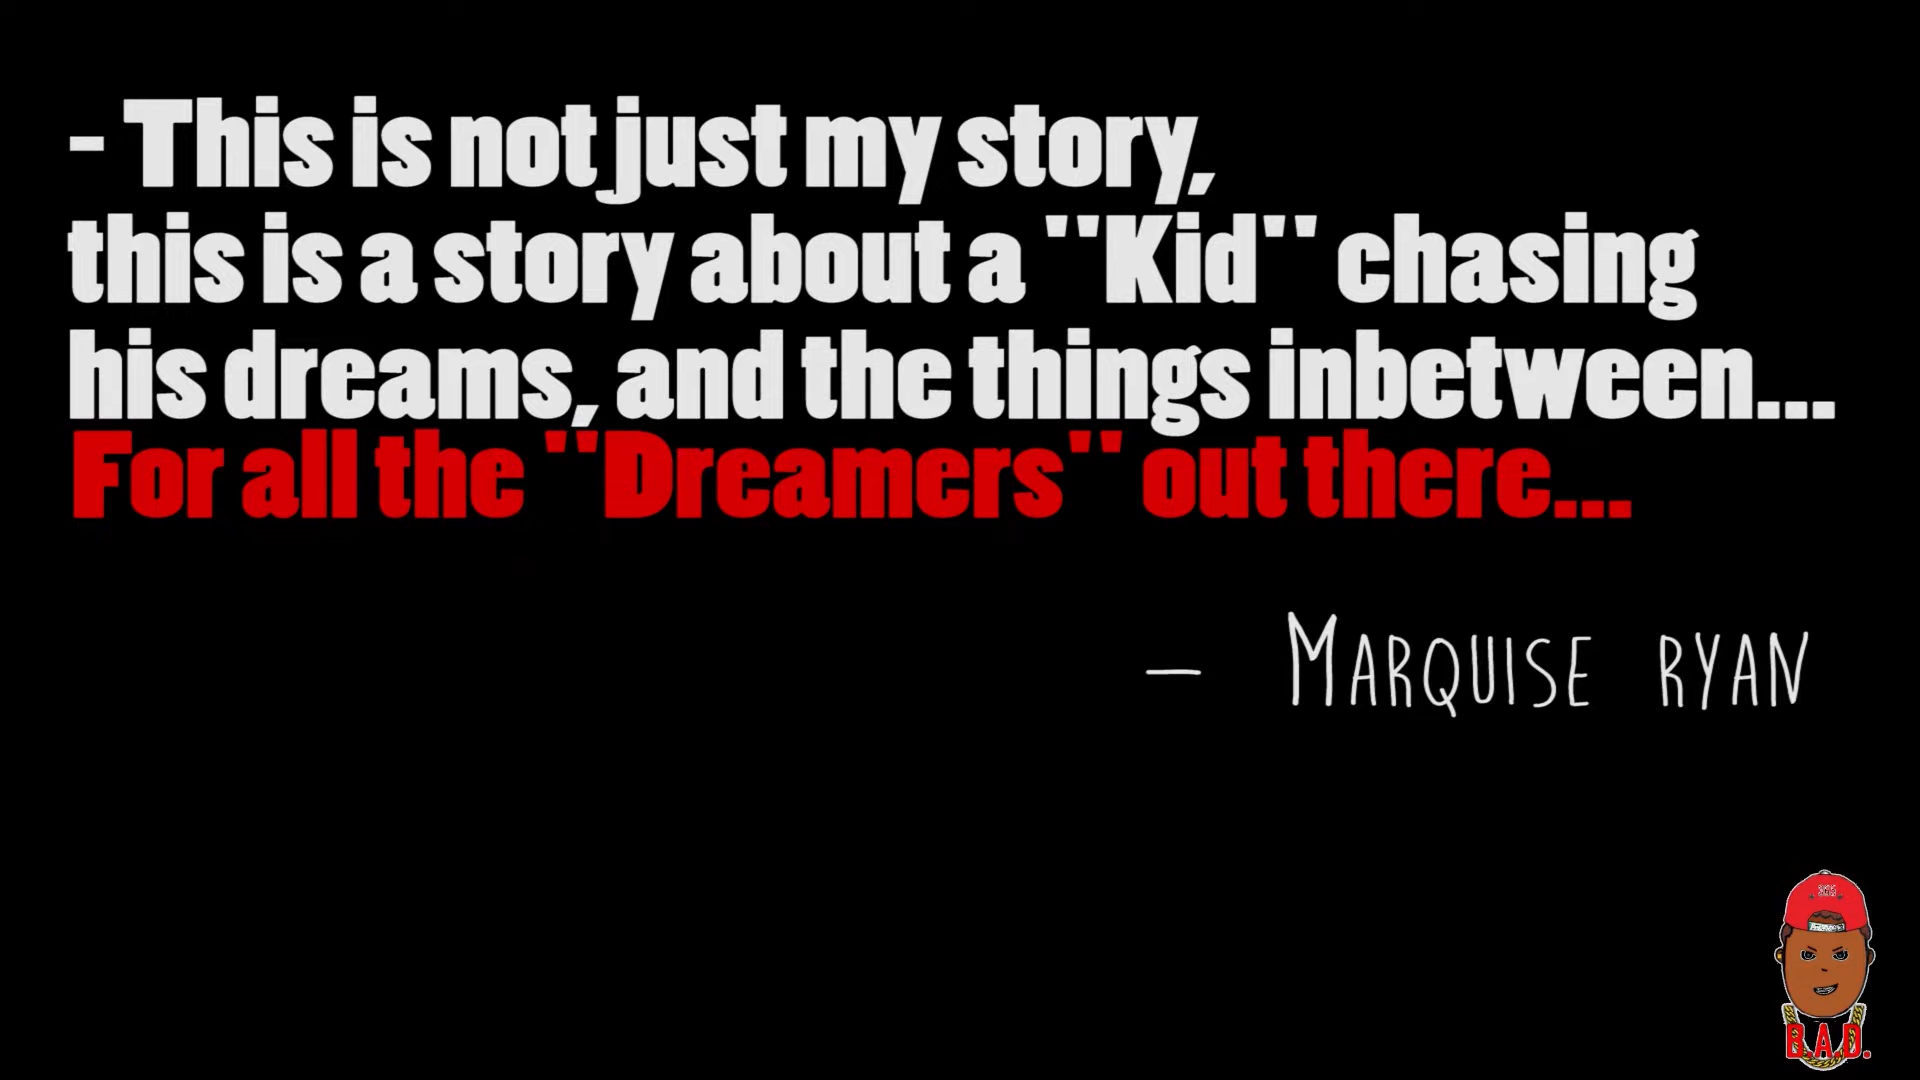 - This is not just my story,
this is a story about a "Kid" chasing
his dreams, and the things inbetween...
For all the "Dreamers" out there...
- Marquise ryan
B.A.D.